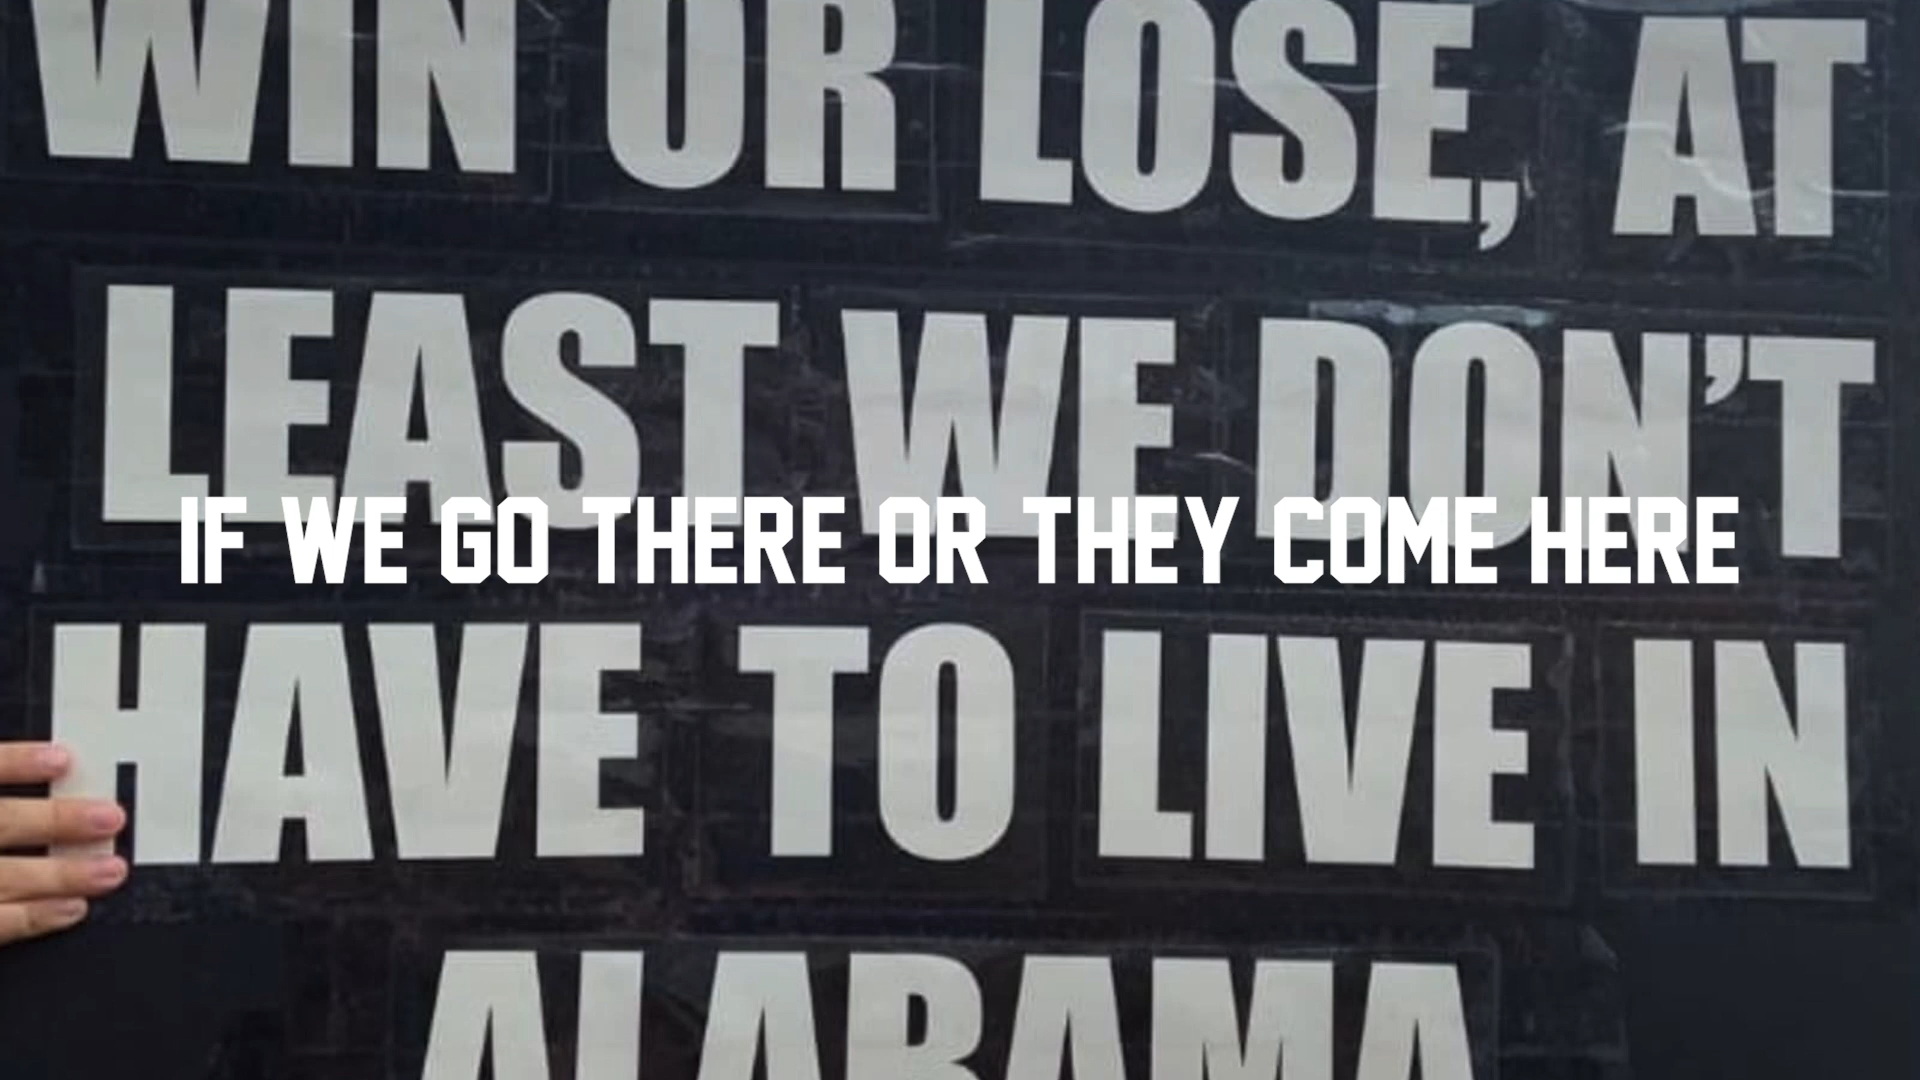 WIN OR LOSE, AT
LEAST WE DON'T
IF WE GO THERE OR THEY COME HERE
HAVE TO LIVE IN
ALABAMA